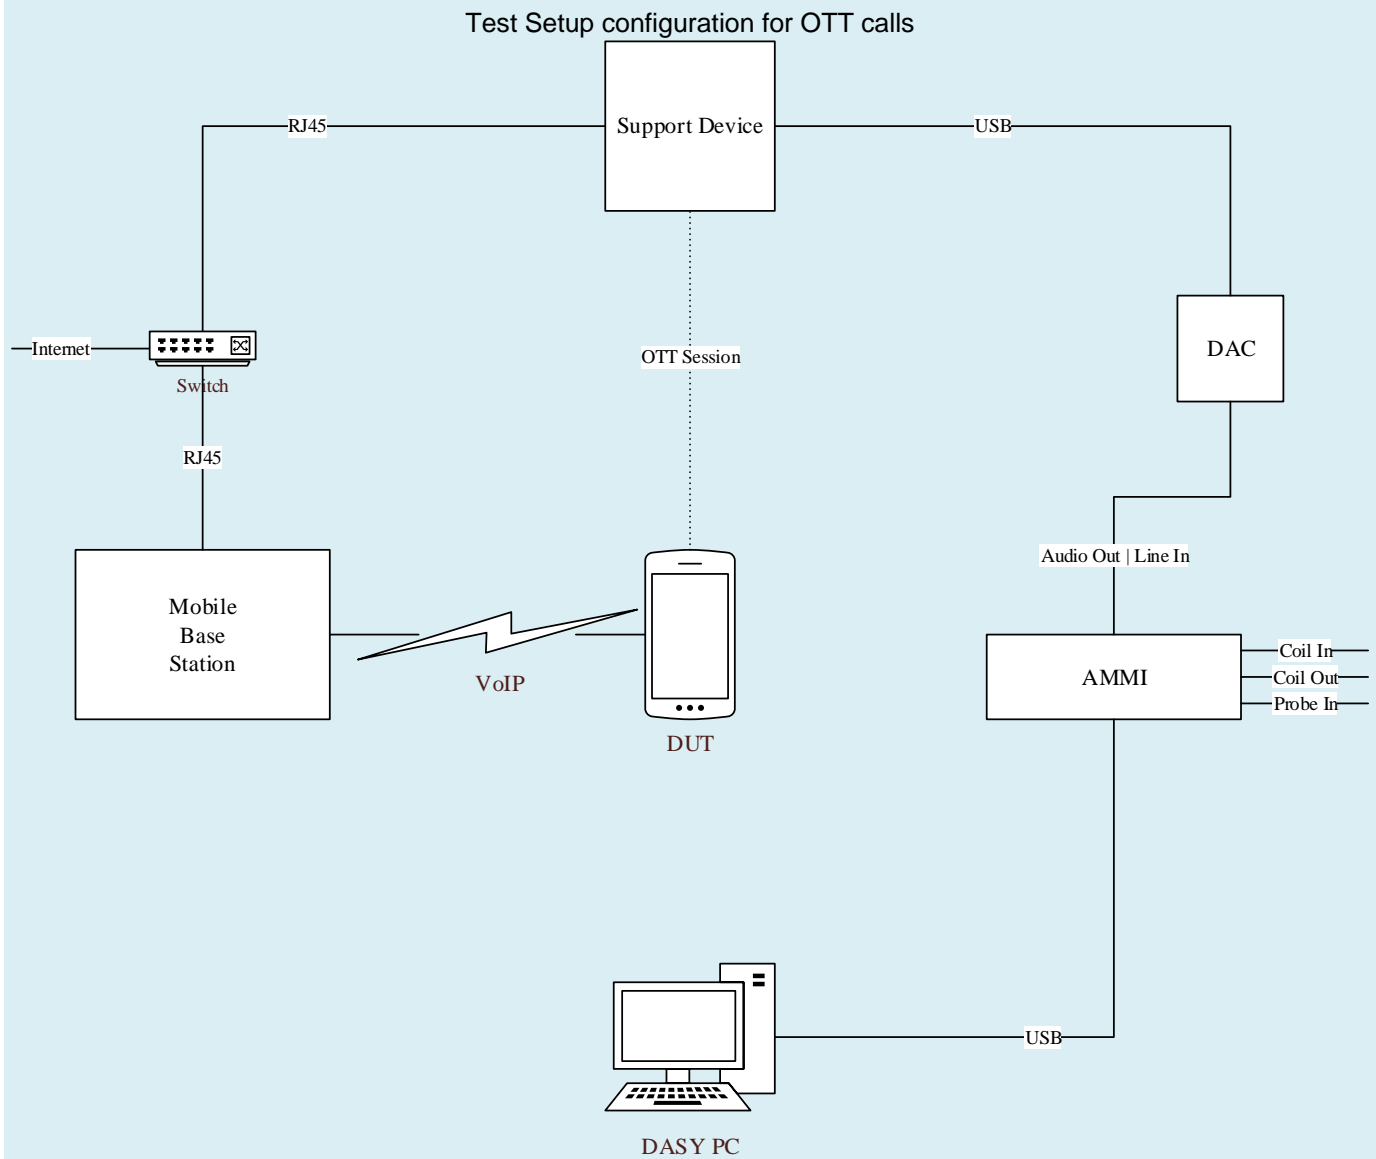 Test Setup configuration for OTT calls
Support Device
RJ45
USB
Internet
Switch
OTT Session
DAC
RJ45
Audio Out | Line In
Mobile
Base
Station
VoIP
DUT
AMMI
Coil In
Coil Out
Probe In
USB
DASY PC